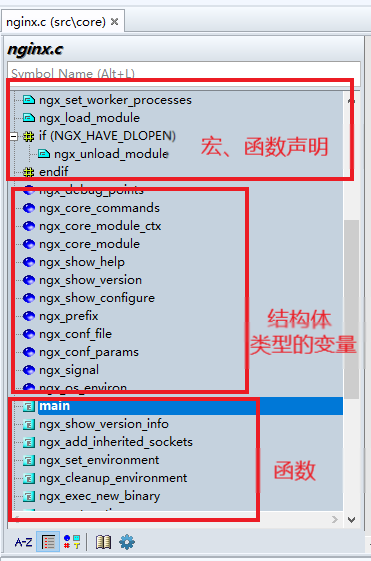 nginx.c (src\core)
nginx.c
Symbol Name (Alt+L)
ngx_set_worker_processes
ngx_load_module
if (NGX_HAVE_DLOPEN)
ngx_unload_module
endif
宏、函数声明
ngx_debug_points
ngx_core_commands
ngx_core_module_ctx
ngx_core_module
ngx_show_help
ngx_show_version
ngx_show_configure
ngx_prefix
ngx_conf_file
ngx_conf_params
ngx_signal
ngx_os_environ
结构体
类型的变量
main
ngx_show_version_info
ngx_add_inherited_sockets
ngx_set_environment
ngx_cleanup_environment
ngx_exec_new_binary
函数
A-Z